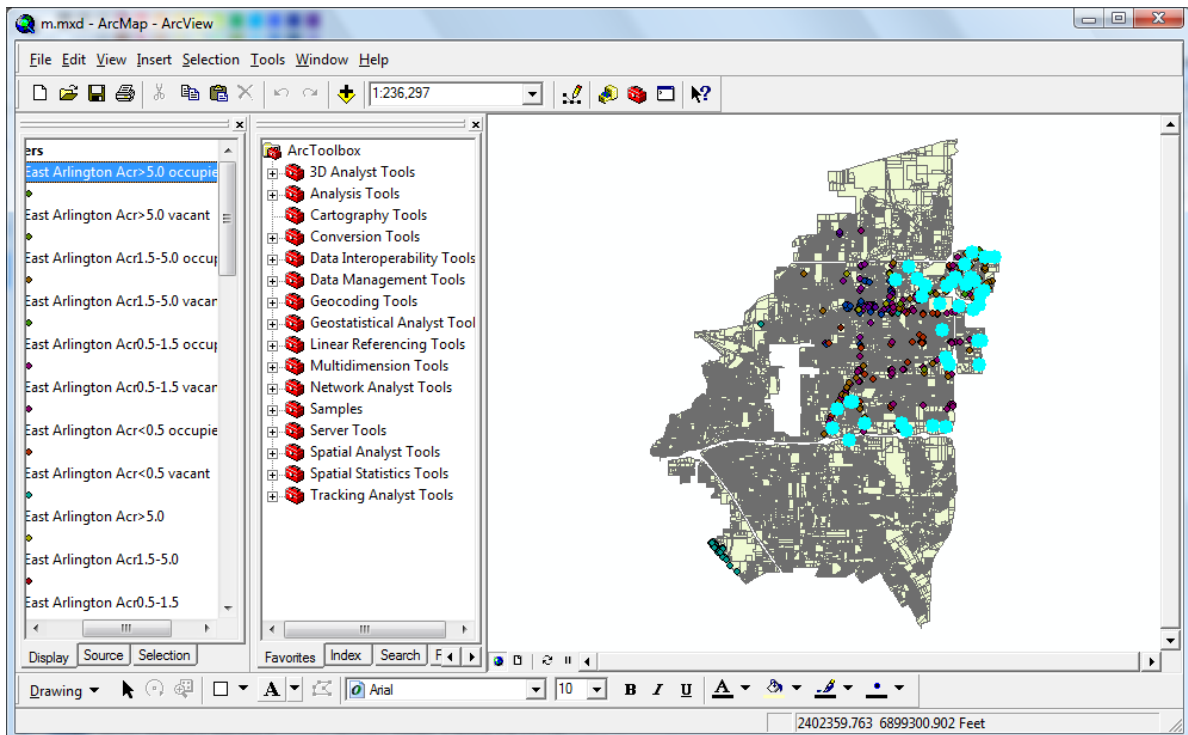 m.mxd - ArcMap - ArcView
File Edit View Insert Selection Tools Window Help
1:236,297
ers
East Arlington Acr>5.0 occupie
East Arlington Acr>5.0 vacant
East Arlington Acr1.5-5.0 occup
East Arlington Acr1.5-5.0 vacar
East Arlington Acr0.5-1.5 occup
East Arlington Acr0.5-1.5 vacar
East Arlington Acr<0.5 occupie
East Arlington Acr<0.5 vacant
East Arlington Acr>5.0
East Arlington Acr1.5-5.0
East Arlington Acr0.5-1.5
Display Source Selection
ArcToolbox
3D Analyst Tools
Analysis Tools
Cartography Tools
Conversion Tools
Data Interoperability Tools
Data Management Tools
Geocoding Tools
Geostatistical Analyst Tool
Linear Referencing Tools
Multidimension Tools
Network Analyst Tools
Samples
Server Tools
Spatial Analyst Tools
Spatial Statistics Tools
Tracking Analyst Tools
Favorites Index Search F
Drawing A Arial 10 B I U A
2402359.763 6899300.902 Feet